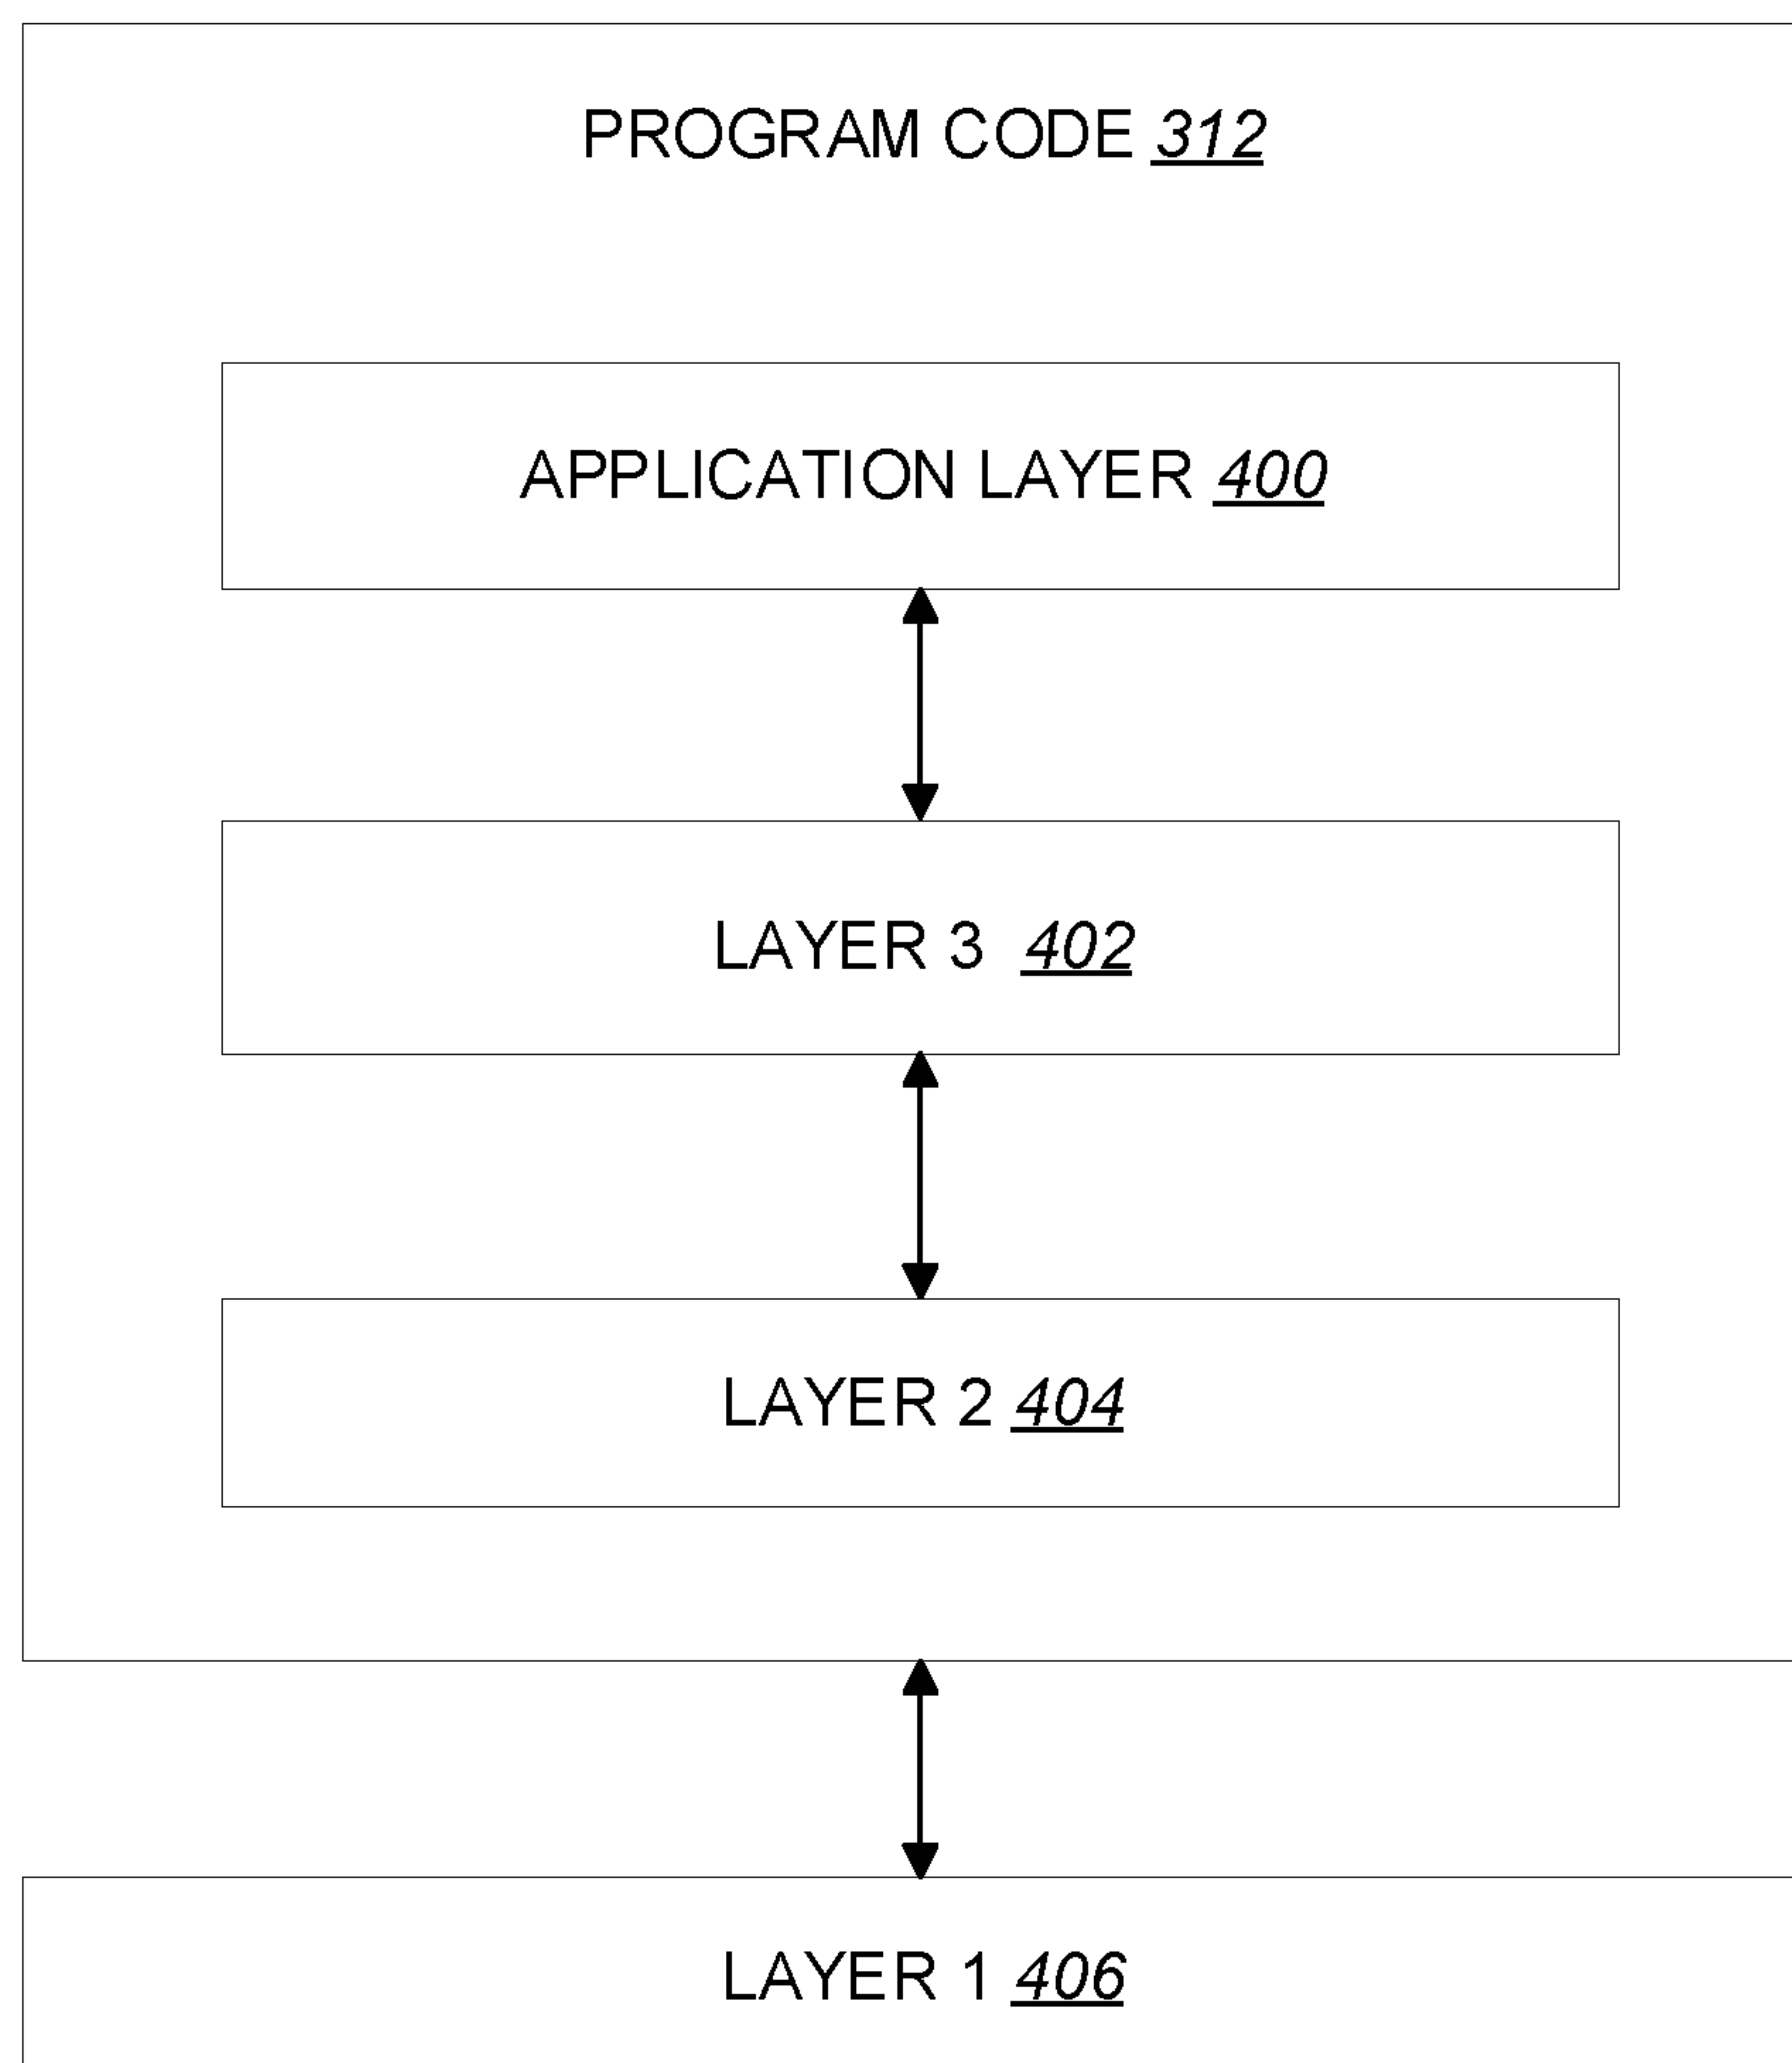 PROGRAM CODE 312
APPLICATION LAYER 400
LAYER 3 402
LAYER 2 404
LAYER 1 406